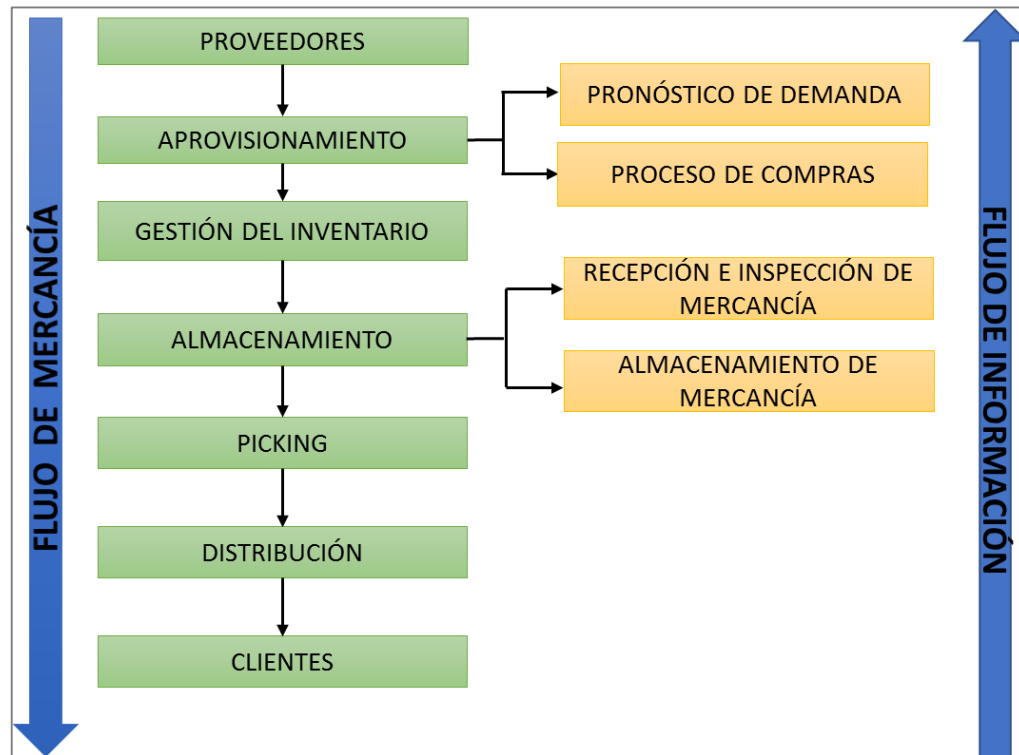 PROVEEDORES
PRONÓSTICO DE DEMANDA
APROVISIONAMIENTO
PROCESO DE COMPRAS
GESTIÓN DEL INVENTARIO
RECEPCIÓN E INSPECCIÓN DE
MERCANCÍA
ALMACENAMIENTO
ALMACENAMIENTO DE
MERCANCÍA
PICKING
DISTRIBUCIÓN
CLIENTES
FLUJO DE MERCANCÍA
FLUJO DE INFORMACIÓN